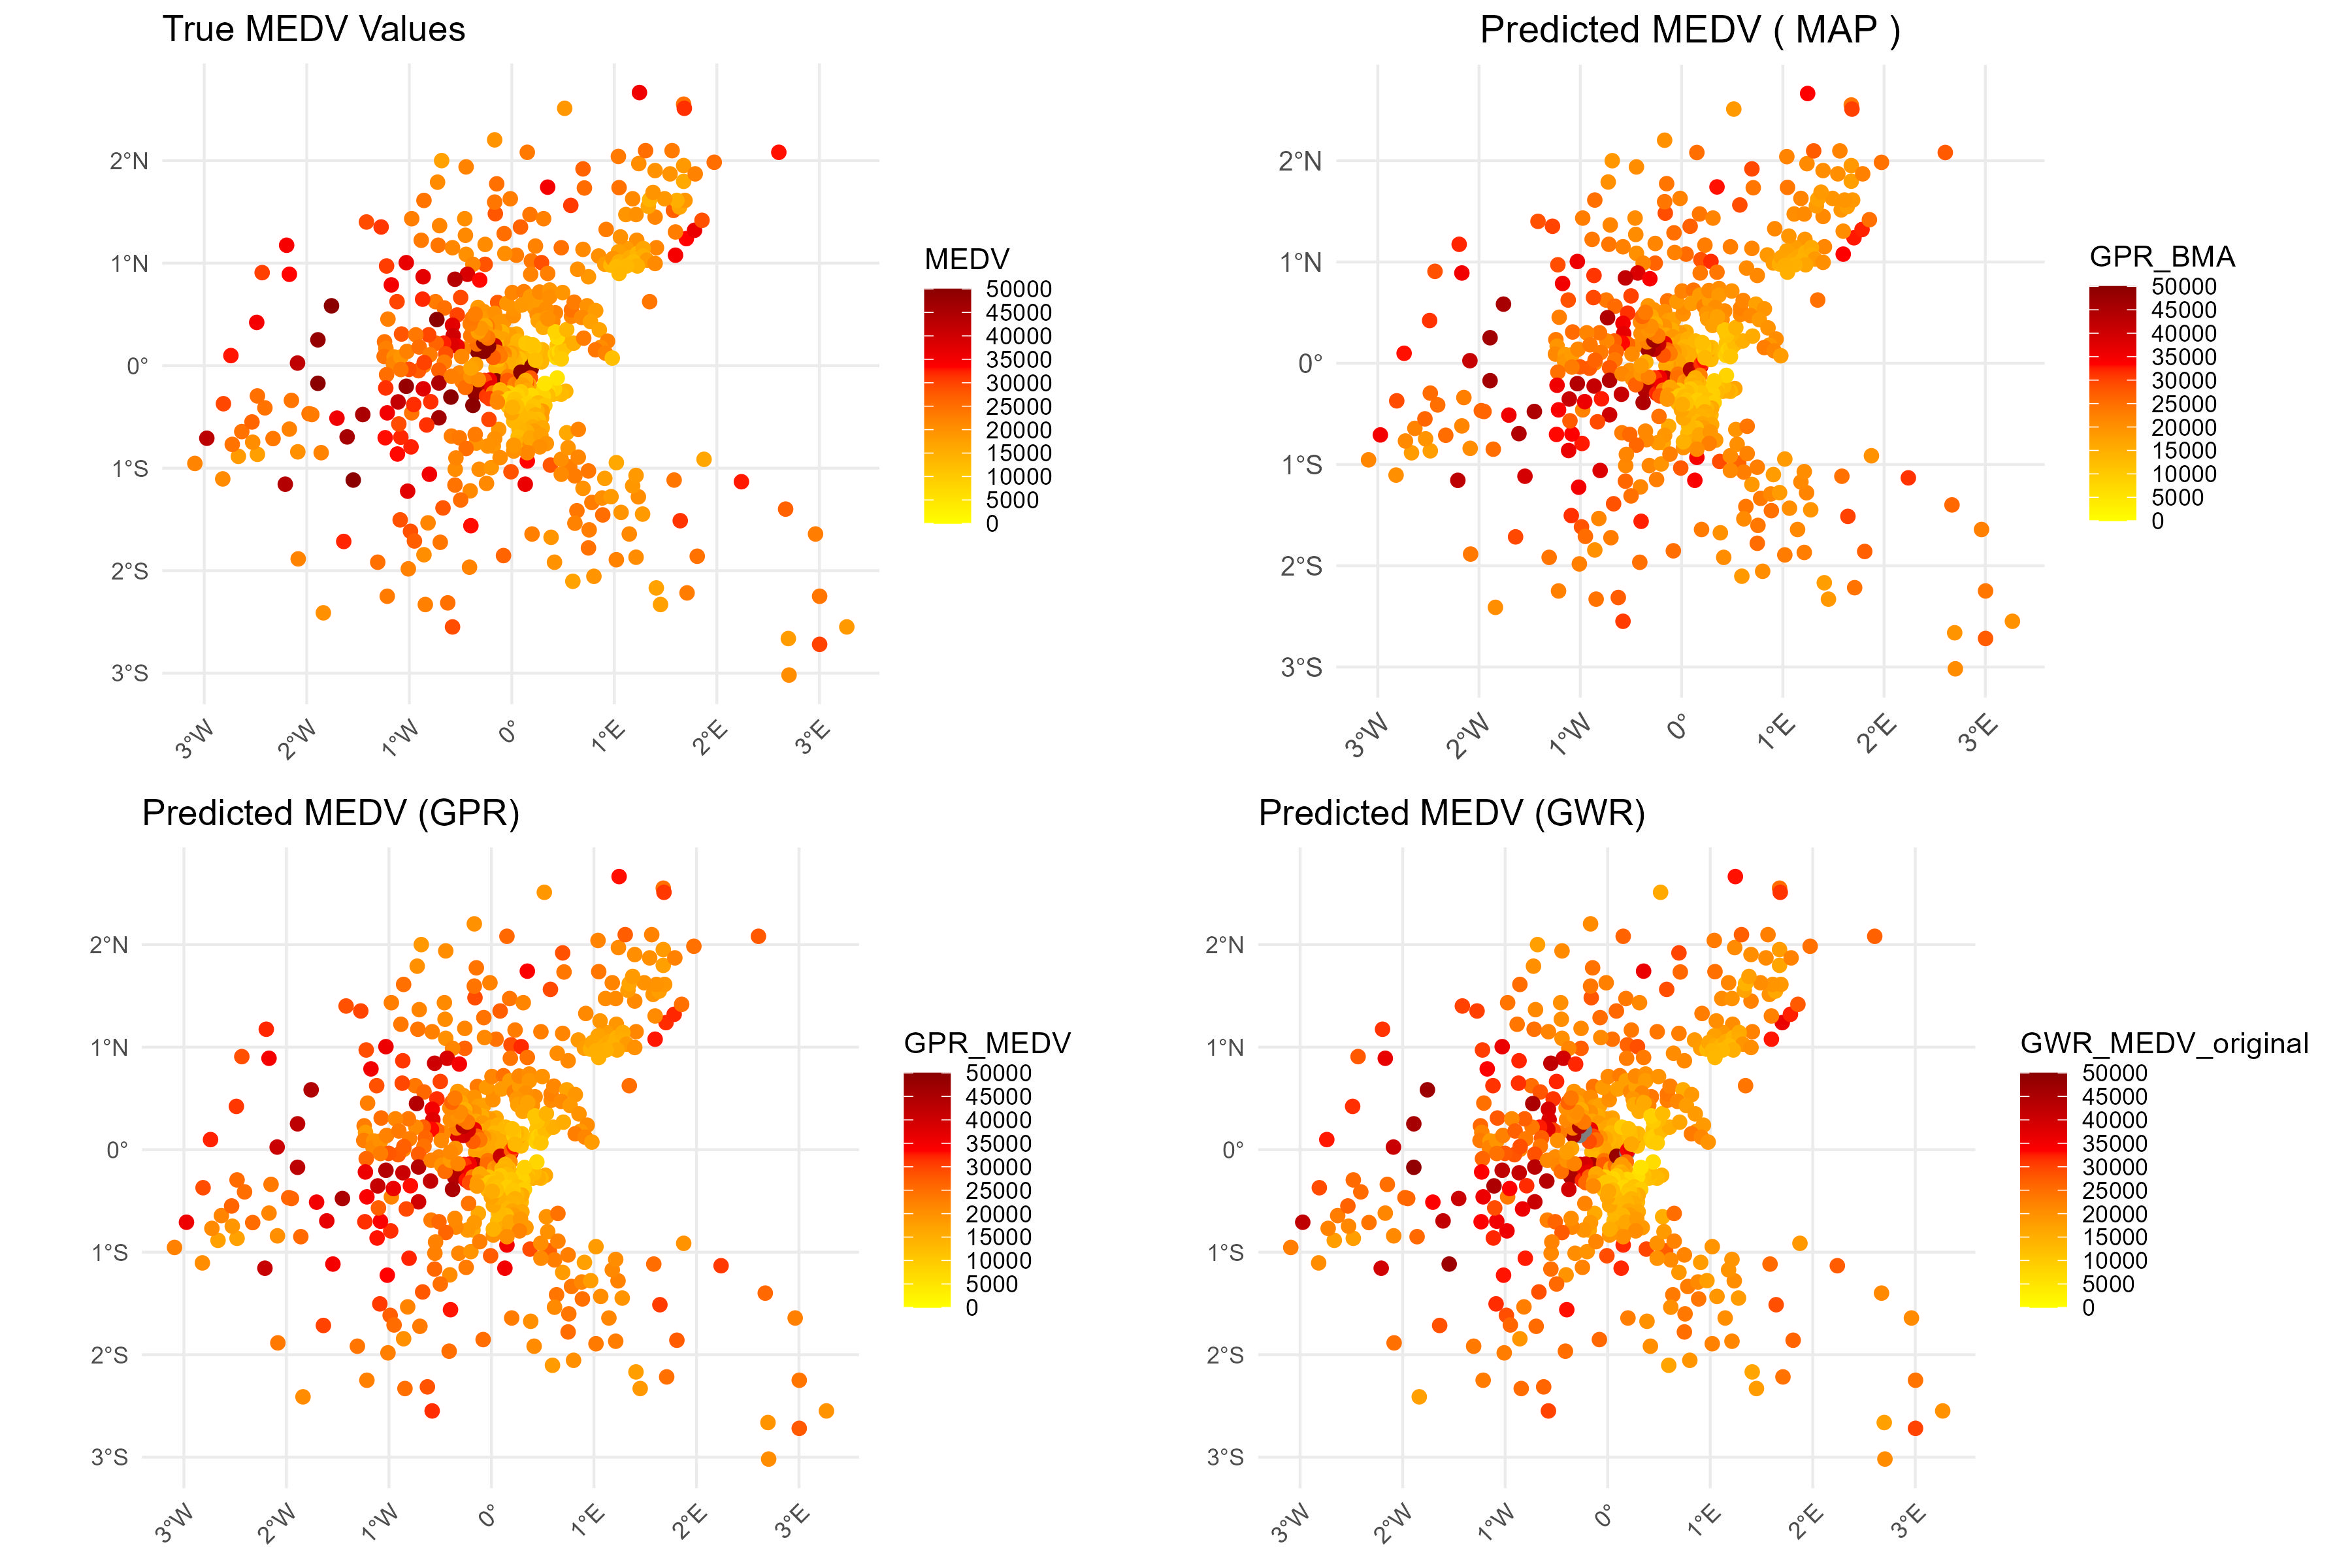 True MEDV Values
2°N
1°N
0°
1°S
2°S
3°S
3°W
2°W
1°W
0°
1°E
2°E
3°E
MEDV
50000
45000
40000
35000
30000
25000
20000
15000
10000
5000
0
Predicted MEDV ( MAP )
2°N
1°N
0°
1°S
2°S
3°S
3°W
2°W
1°W
0°
1°E
2°E
3°E
GPR_BMA
50000
45000
40000
35000
30000
25000
20000
15000
10000
5000
0
Predicted MEDV (GPR)
2°N
1°N
0°
1°S
2°S
3°S
3°W
2°W
1°W
0°
1°E
2°E
3°E
GPR_MEDV
50000
45000
40000
35000
30000
25000
20000
15000
10000
5000
0
Predicted MEDV (GWR)
2°N
1°N
0°
1°S
2°S
3°S
3°W
2°W
1°W
0°
1°E
2°E
3°E
GWR_MEDV_original
50000
45000
40000
35000
30000
25000
20000
15000
10000
5000
0